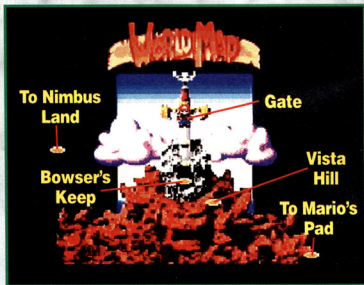 WORLD MAP
To Nimbus
Land
Gate
Bowser's
Keep
Vista
Hill
To Mario's
Pad